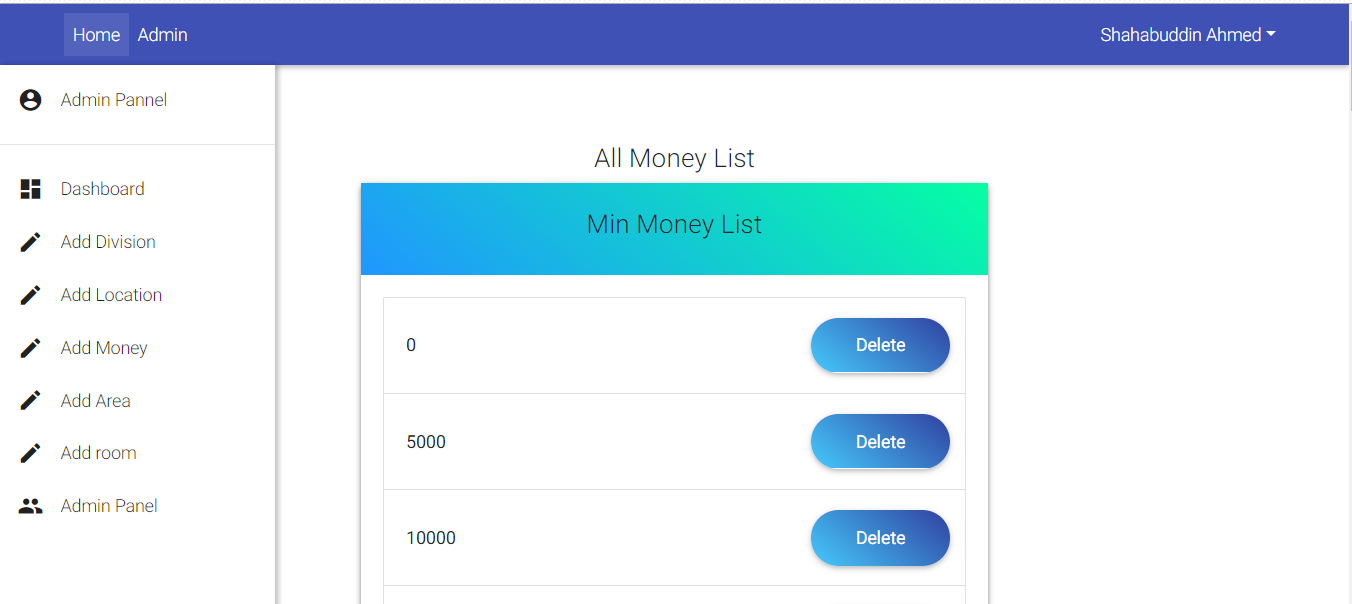 Home Admin Shahabuddin Ahmed
Admin Pannel
Dashboard
Add Division
Add Location
Add Money
Add Area
Add room
Admin Panel
All Money List
Min Money List
0 Delete
5000 Delete
10000 Delete